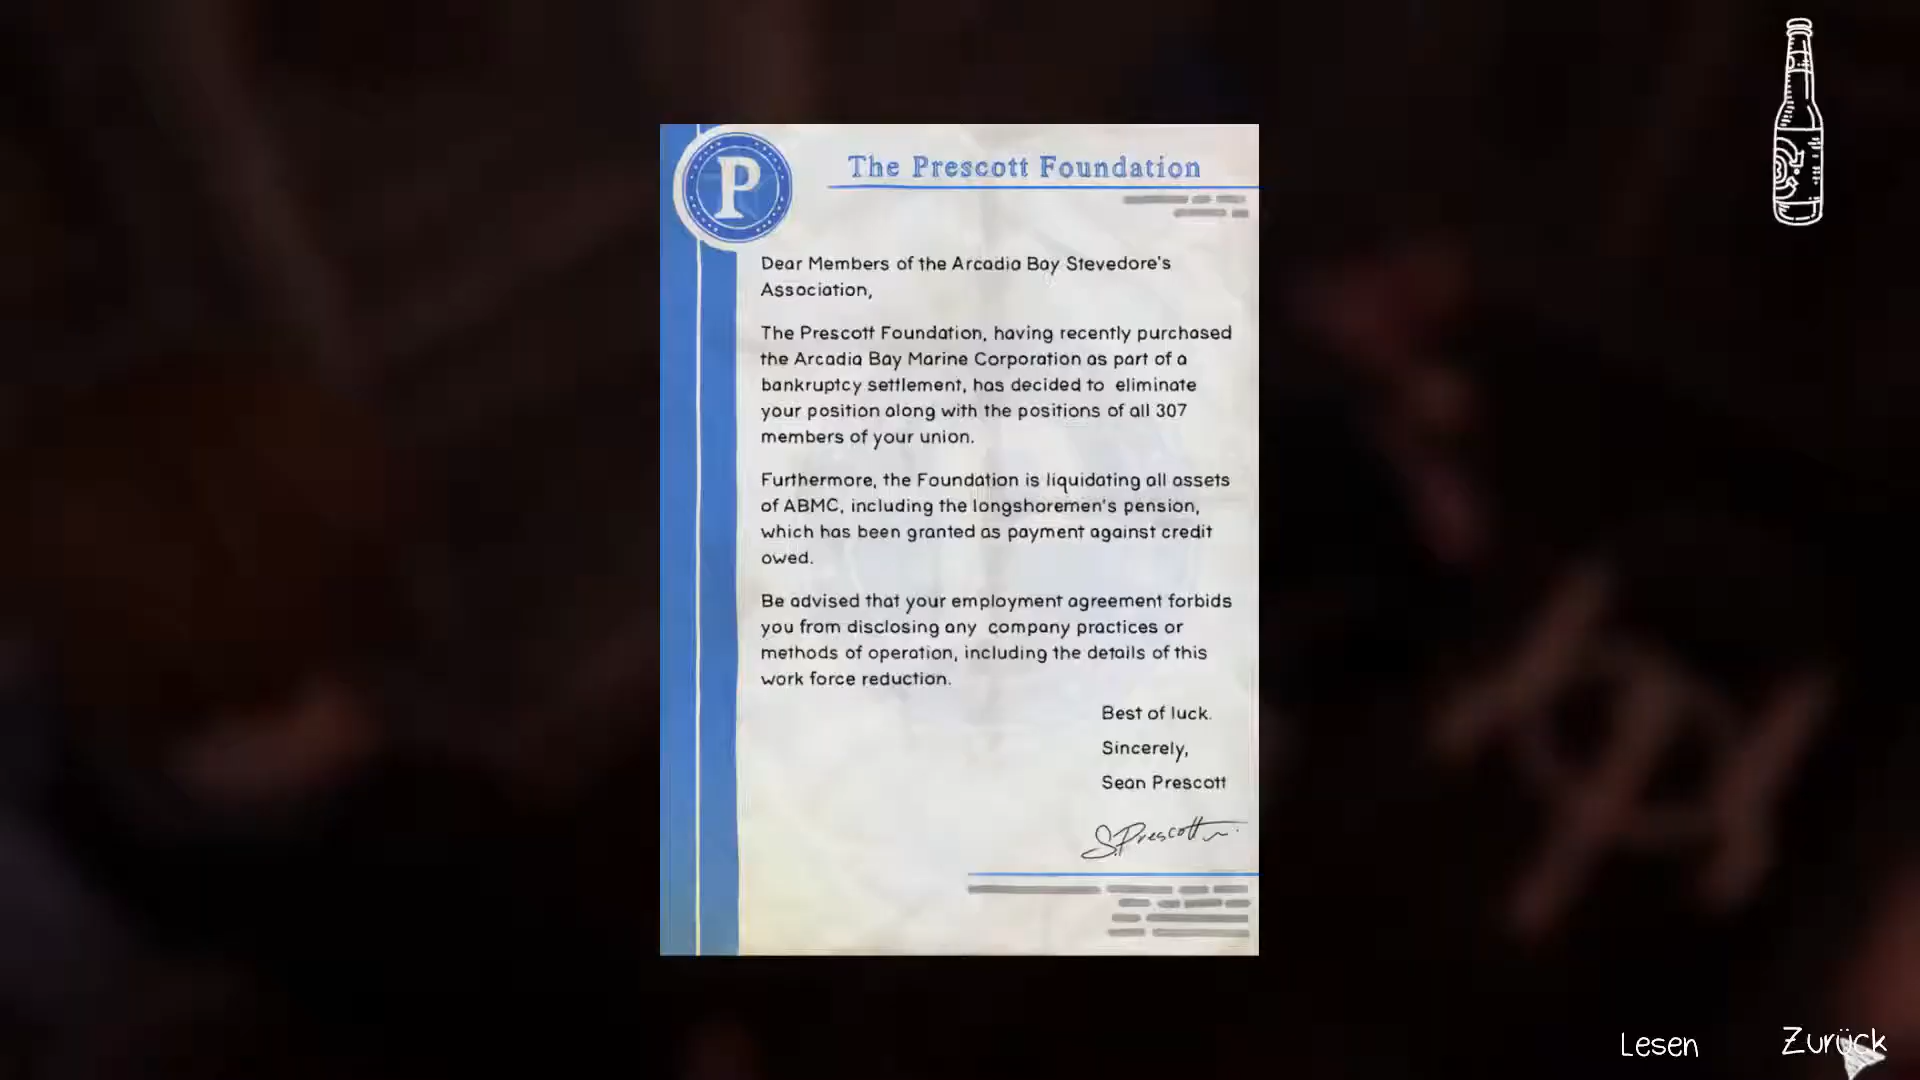 P
The Prescott Foundation
Dear Members of the Arcadia Bay Stevedore's
Association,
The Prescott Foundation, having recently purchased
the Arcadia Bay Marine Corporation as part of a
bankruptcy settlement, has decided to eliminate
your position along with the positions of all 307
members of your union.
Furthermore, the Foundation is liquidating all assets
of ABMC, including the longshoremen's pension,
which has been granted as payment against credit
owed.
Be advised that your employment agreement forbids
you from disclosing any company practices or
methods of operation, including the details of this
work force reduction.
Best of luck.
Sincerely,
Sean Prescott
S.Prescott
Lesen
Zurück